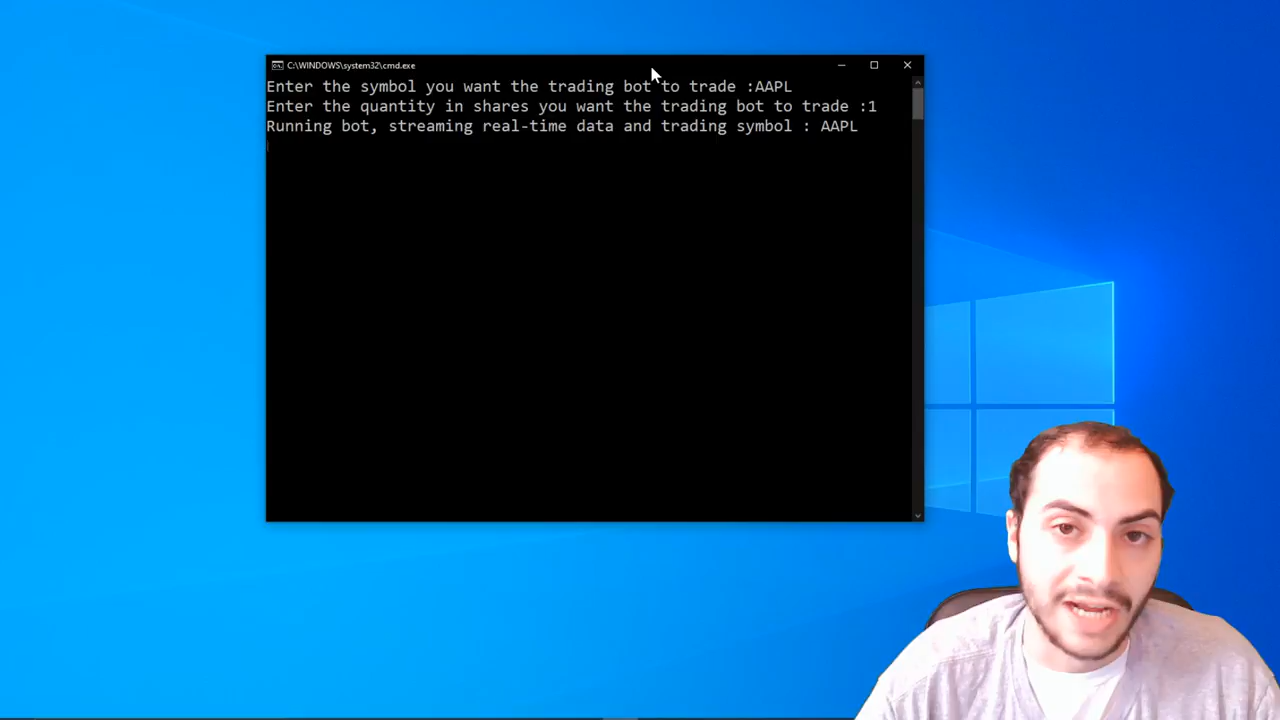 C:\WINDOWS\system32\cmd.exe
Enter the symbol you want the trading bot to trade :AAPL
Enter the quantity in shares you want the trading bot to trade :1
Running bot, streaming real-time data and trading symbol : AAPL